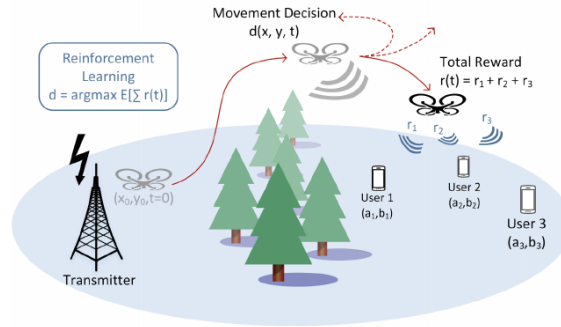 Movement Decision
d(x, y, t)
Reinforcement
Learning
d = argmax E[∑ r(t)]
Total Reward
r(t) = r₁ + r₂ + r₃
r₁
r₂
r₃
(x₀,y₀,t=0)
Transmitter
User 1
(a₁,b₁)
User 2
(a₂,b₂)
User 3
(a₃,b₃)